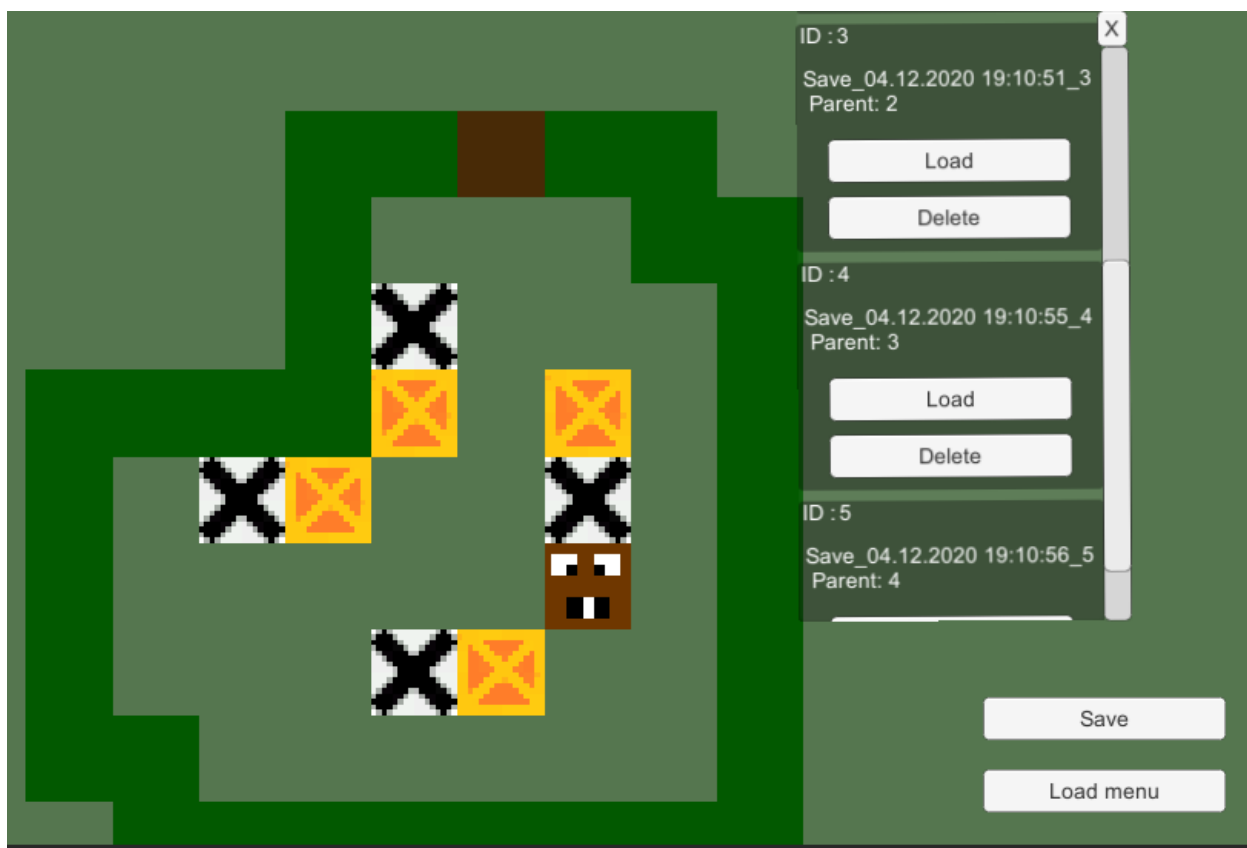 X
ID : 3
Save_04.12.2020 19:10:51_3
Parent: 2
Load
Delete
ID : 4
Save_04.12.2020 19:10:55_4
Parent: 3
Load
Delete
ID : 5
Save_04.12.2020 19:10:56_5
Parent: 4
Save
Load menu